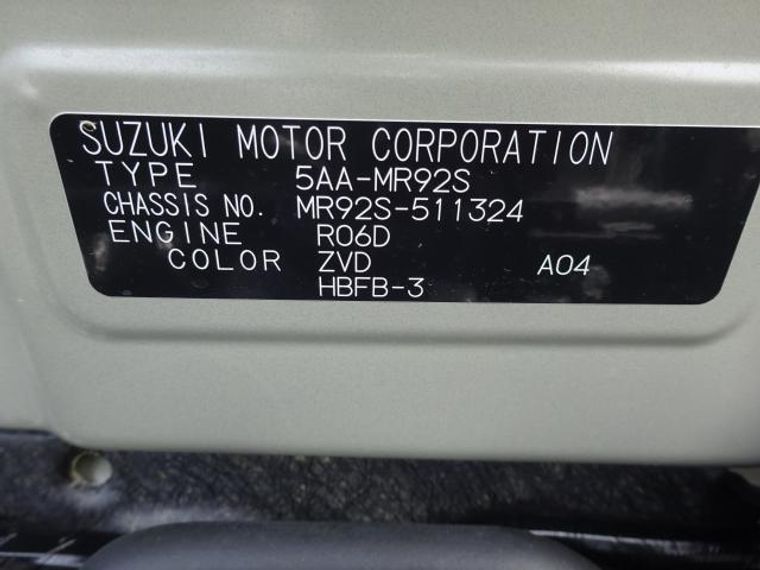 SUZUKI MOTOR CORPORATION
TYPE 5AA-MR92S
CHASSIS NO. MR92S-511324
ENGINE R06D
COLOR ZVD A04
HBFB-3